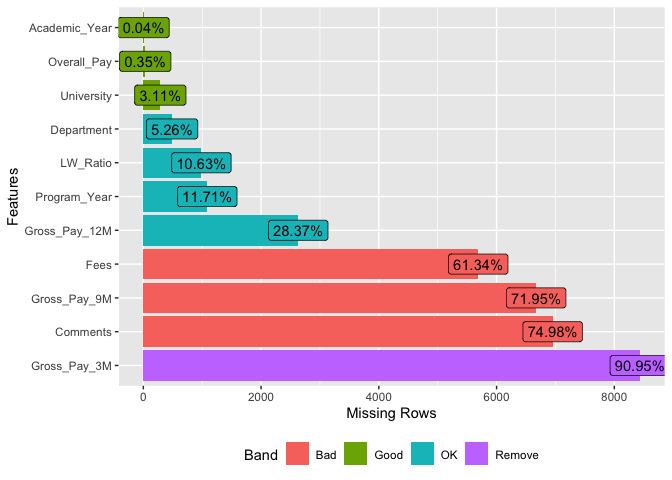 Features
Academic_Year 0.04%
Overall_Pay 0.35%
University 3.11%
Department 5.26%
LW_Ratio 10.63%
Program_Year 11.71%
Gross_Pay_12M 28.37%
Fees 61.34%
Gross_Pay_9M 71.95%
Comments 74.98%
Gross_Pay_3M 90.95%
0 2000 4000 6000 8000
Missing Rows
Band Bad Good OK Remove